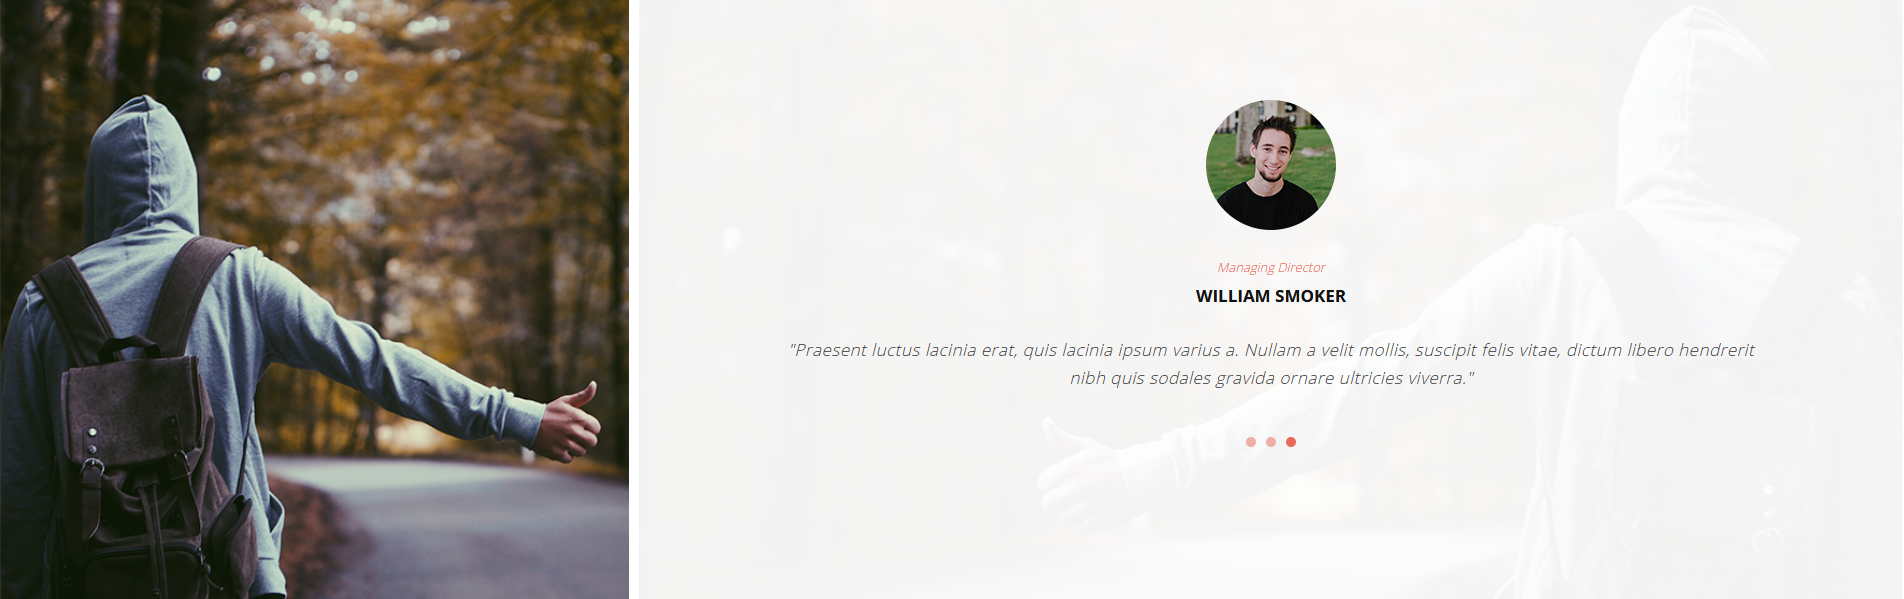 Managing Director
WILLIAM SMOKER
"Praesent luctus lacinia erat, quis lacinia ipsum varius a. Nullam a velit mollis, suscipit felis vitae, dictum libero hendrerit
nibh quis sodales gravida ornare ultricies viverra."